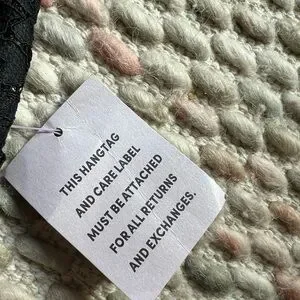 THIS HANGTAG
AND CARE LABEL
MUST BE ATTACHED
FOR ALL RETURNS
AND EXCHANGES.